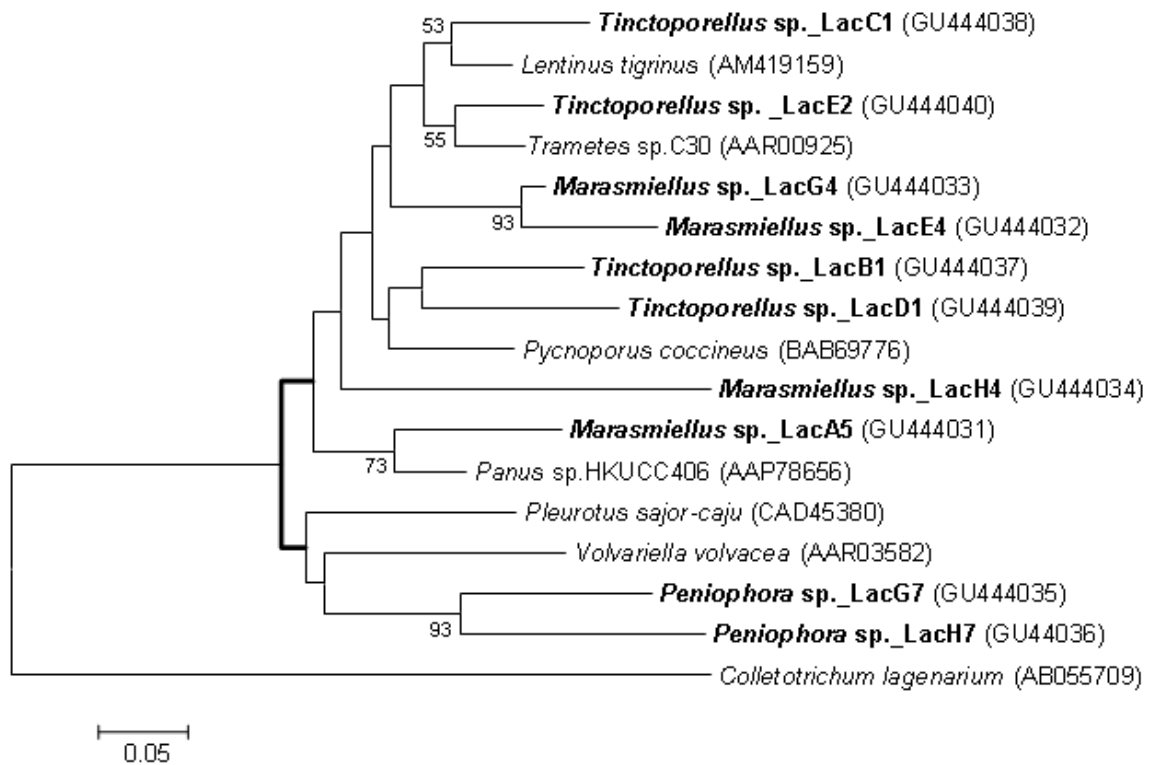 53
Tinctoporellus sp._LacC1 (GU444038)
Lentinus tigrinus (AM419159)
Tinctoporellus sp. _LacE2 (GU444040)
55
Trametes sp.C30 (AAR00925)
Marasmiellus sp._LacG4 (GU444033)
93
Marasmiellus sp._LacE4 (GU444032)
Tinctoporellus sp._LacB1 (GU444037)
Tinctoporellus sp._LacD1 (GU444039)
Pycnoporus coccineus (BAB69776)
Marasmiellus sp._LacH4 (GU444034)
Marasmiellus sp._LacA5 (GU444031)
73
Panus sp.HKUCC406 (AAP78656)
Pleurotus sajor-caju (CAD45380)
Volvariella volvacea (AAR03582)
Peniophora sp._LacG7 (GU444035)
93
Peniophora sp._LacH7 (GU44036)
Colletotrichum lagenarium (AB055709)
0.05